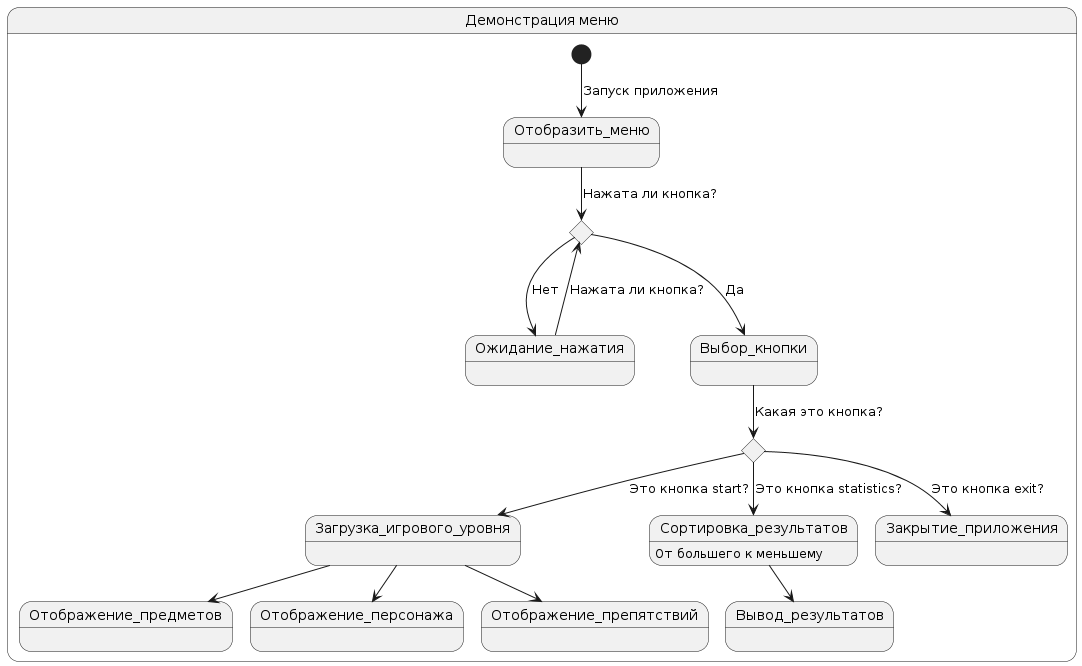 Демонстрация меню
Запуск приложения
Отобразить_меню
Нажата ли кнопка?
Нет
Нажата ли кнопка?
Да
Ожидание_нажатия
Выбор_кнопки
Какая это кнопка?
Это кнопка start?
Это кнопка statistics?
Это кнопка exit?
Загрузка_игрового_уровня
Сортировка_результатов
От большего к меньшему
Закрытие_приложения
Отображение_предметов
Отображение_персонажа
Отображение_препятствий
Вывод_результатов